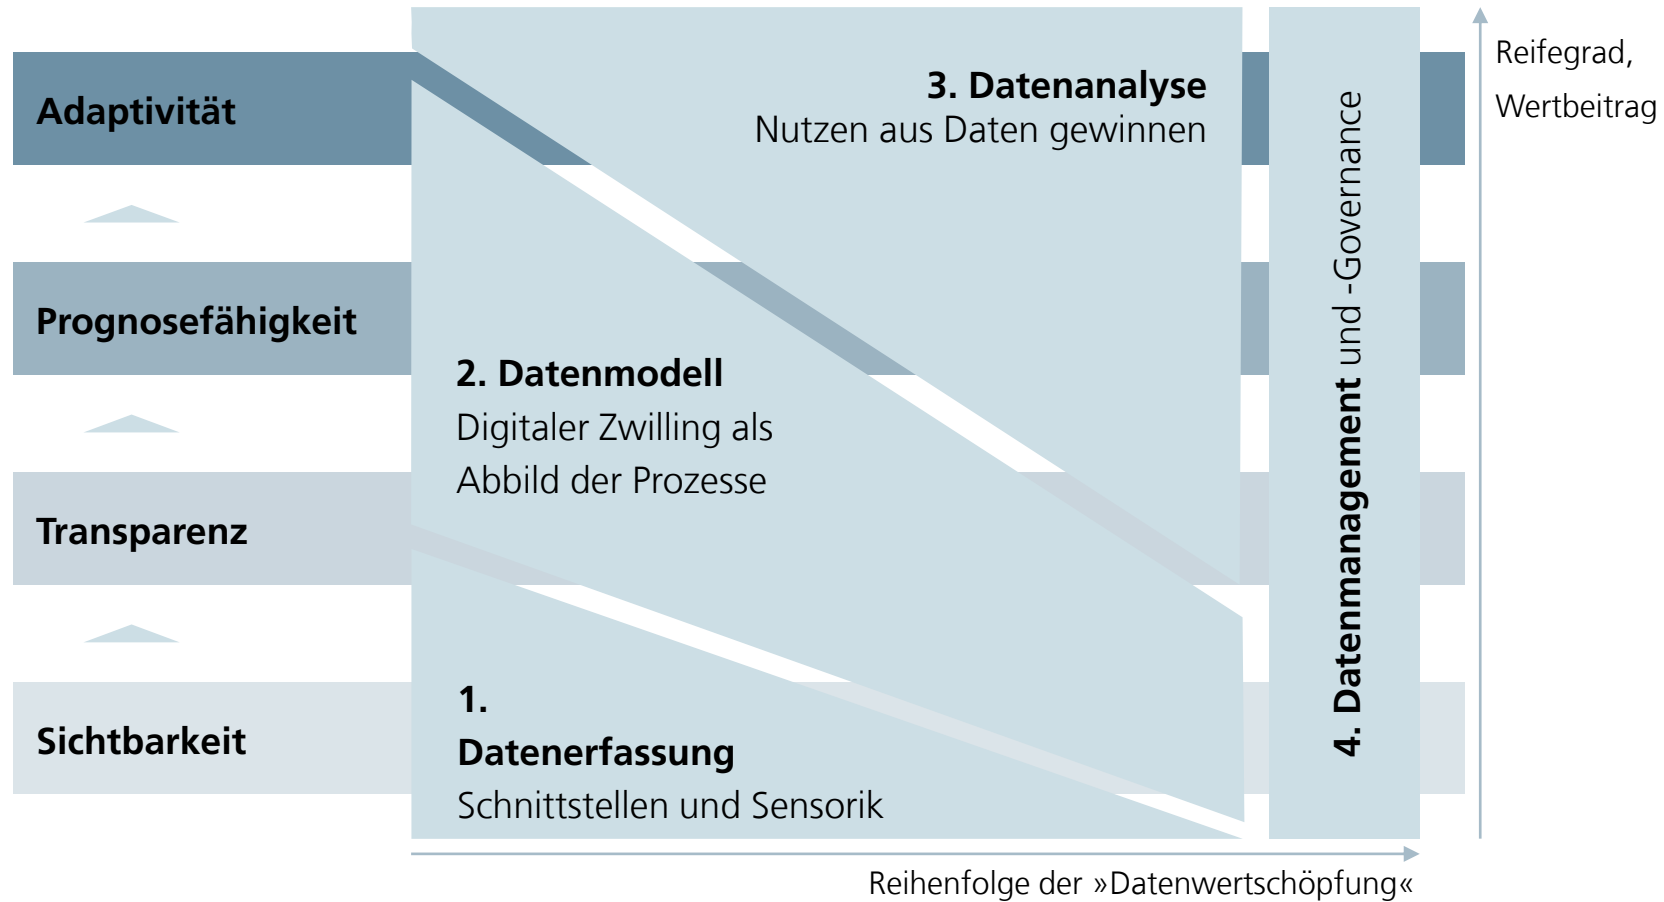 Adaptivität
Prognosefähigkeit
Transparenz
Sichtbarkeit
1.
Datenerfassung
Schnittstellen und Sensorik
2. Datenmodell
Digitaler Zwilling als
Abbild der Prozesse
3. Datenanalyse
Nutzen aus Daten gewinnen
4. Datenmanagement und -Governance
Reifegrad,
Wertbeitrag
Reihenfolge der »Datenwertschöpfung«